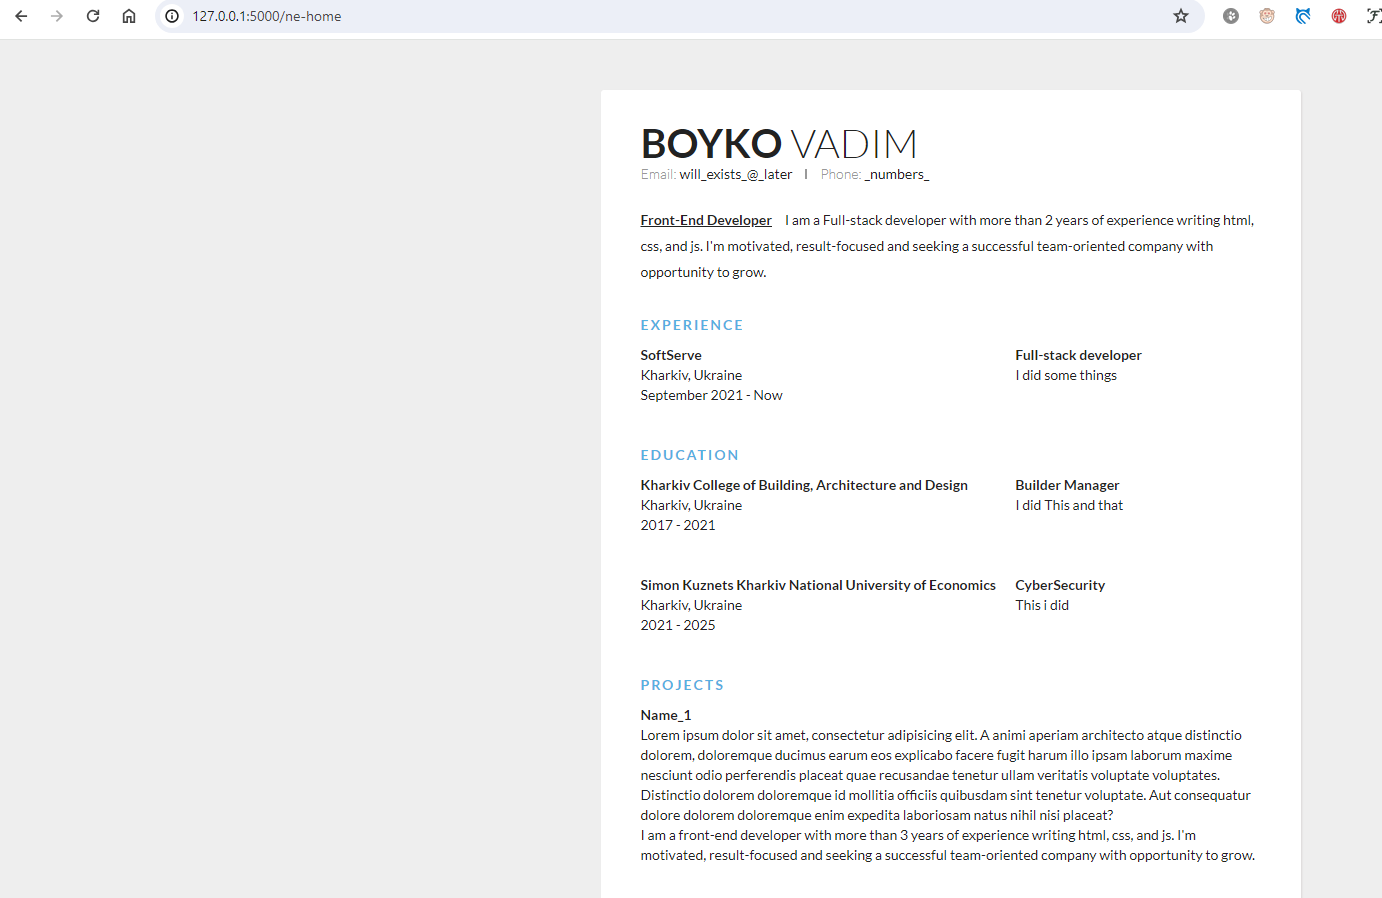 127.0.0.1:5000/ne-home
BOYKO VADIM
Email: will_exists_@_later | Phone: _numbers_
Front-End Developer I am a Full-stack developer with more than 2 years of experience writing html,
css, and js. I'm motivated, result-focused and seeking a successful team-oriented company with
opportunity to grow.
EXPERIENCE
SoftServe Full-stack developer
Kharkiv, Ukraine I did some things
September 2021 - Now
EDUCATION
Kharkiv College of Building, Architecture and Design Builder Manager
Kharkiv, Ukraine I did This and that
2017 - 2021
Simon Kuznets Kharkiv National University of Economics CyberSecurity
Kharkiv, Ukraine This i did
2021 - 2025
PROJECTS
Name_1
Lorem ipsum dolor sit amet, consectetur adipisicing elit. A animi aperiam architecto atque distinctio
dolorem, doloremque ducimus earum eos explicabo facere fugit harum illo ipsam laborum maxime
nesciunt odio perferendis placeat quae recusandae tenetur ullam veritatis voluptate voluptates.
Distinctio dolorem doloremque id mollitia officiis quibusdam sint tenetur voluptate. Aut consequatur
dolore dolorem doloremque enim expedita laboriosam natus nihil nisi placeat?
I am a front-end developer with more than 3 years of experience writing html, css, and js. I'm
motivated, result-focused and seeking a successful team-oriented company with opportunity to grow.